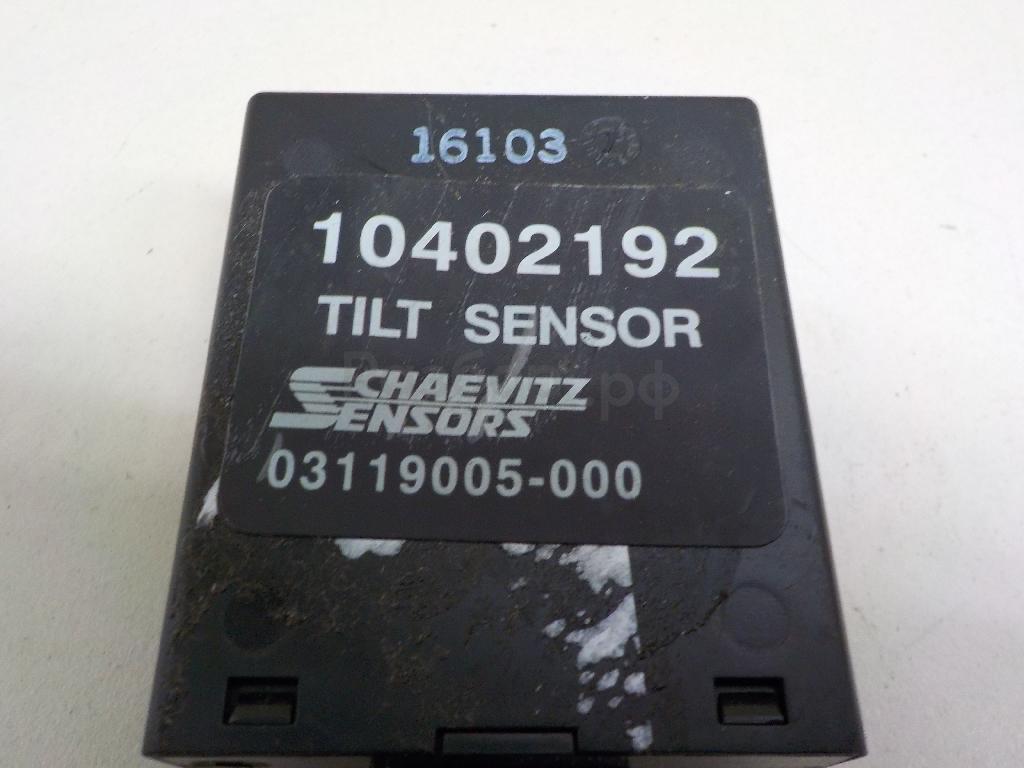 16103
10402192
TILT SENSOR
SCHAEVITZ
SENSORS
03119005-000